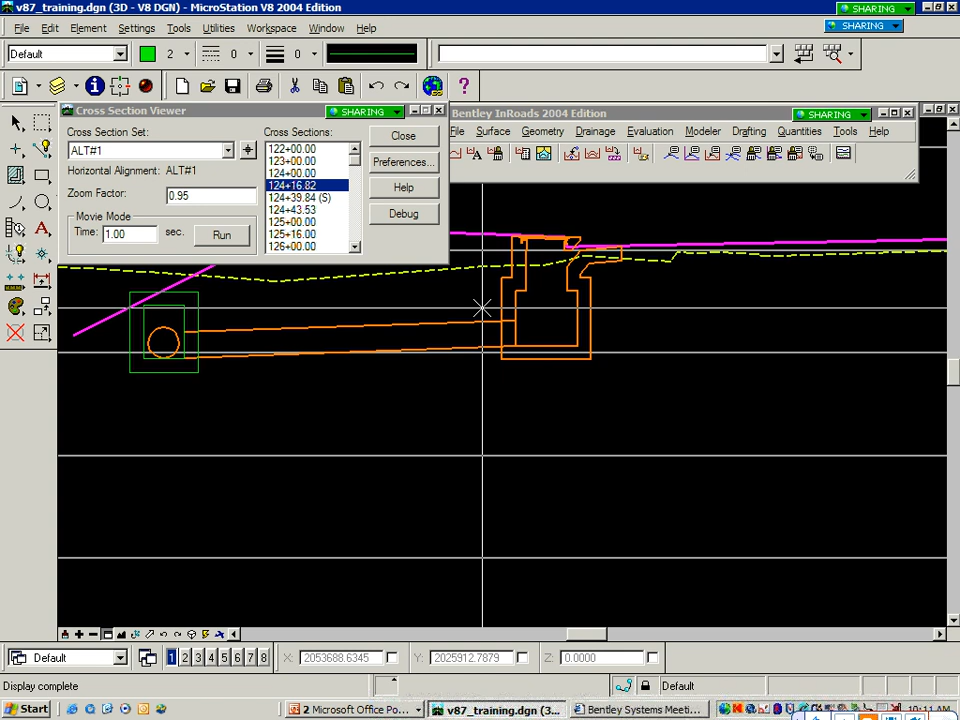 v87_training.dgn (3D - V8 DGN) - MicroStation V8 2004 Edition
SHARING
File Edit Element Settings Tools Utilities Workspace Window Help
SHARING
Default 2 0 0
Cross Section Viewer
SHARING
Bentley InRoads 2004 Edition
SHARING
Cross Section Set:
ALT#1
Horizontal Alignment: ALT#1
Zoom Factor: 0.95
Movie Mode
Time: 1.00 sec. Run
Cross Sections:
122+00.00
123+00.00
124+00.00
124+16.82
124+39.84 (S)
124+43.53
125+00.00
125+16.00
126+00.00
Close
Preferences...
Help
Debug
File Surface Geometry Drainage Evaluation Modeler Drafting Quantities Tools Help
Default 1 2 3 4 5 6 7 8 X: 2053688.6345 Y: 2025912.7879 Z: 0.0000
Display complete Default
Start 2 Microsoft Office Po... v87_training.dgn (3... Bentley Systems Meeti... 10:11 AM